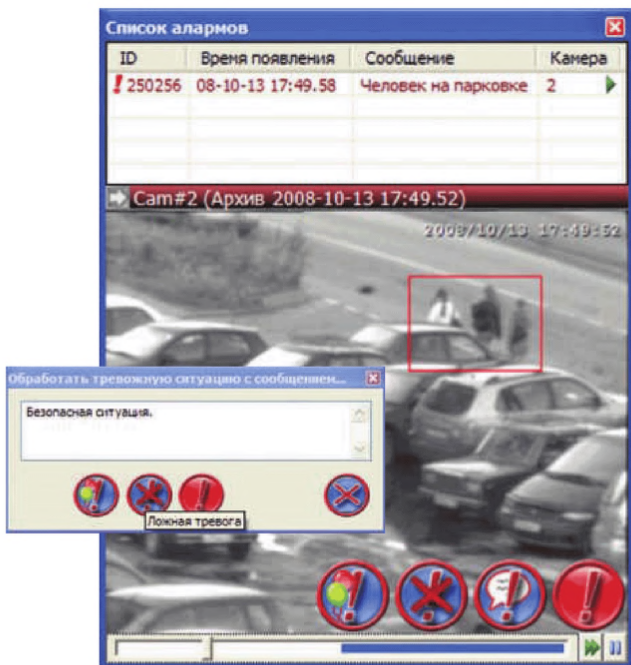 Список алармов
ID Время появления Сообщение Камера
250256 08-10-13 17:49.58 Человек на парковке 2
Cam#2 (Архив 2008-10-13 17:49.52)
2008/10/13 17:49:52
Обработать тревожную ситуацию с сообщением...
Безопасная ситуация.
Ложная тревога